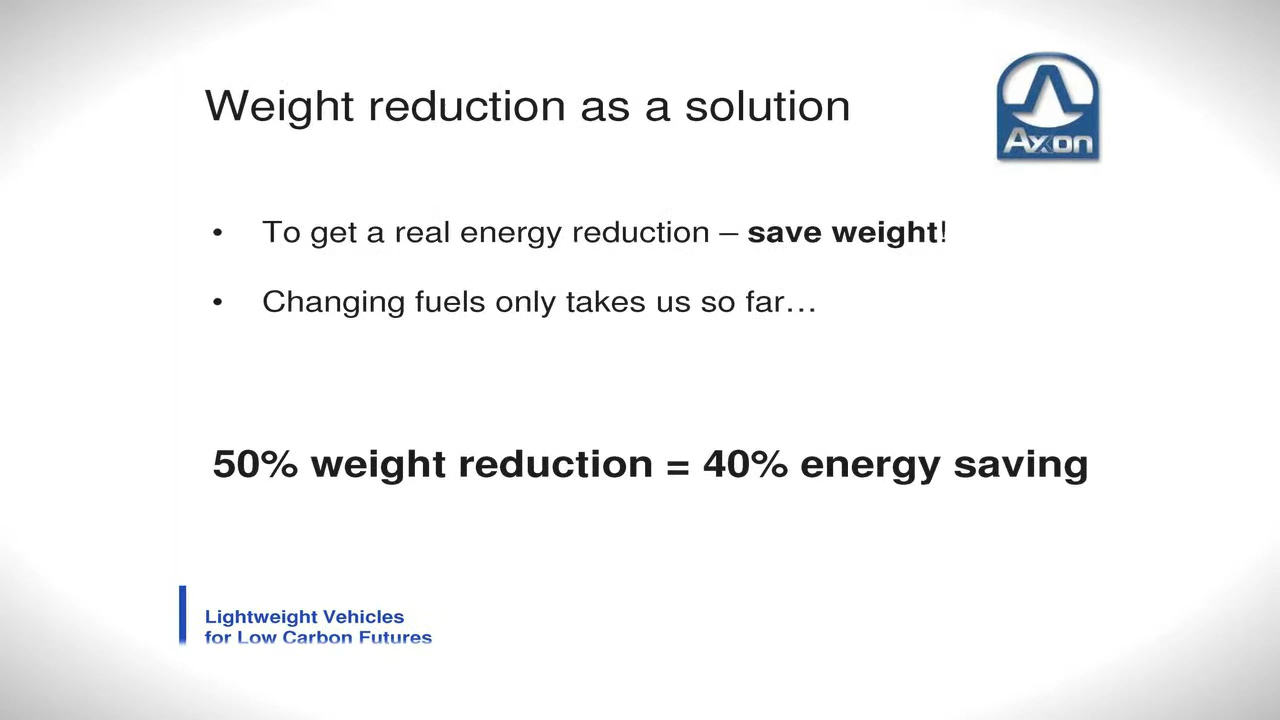 Weight reduction as a solution
Axon
• To get a real energy reduction – save weight!
• Changing fuels only takes us so far…
50% weight reduction = 40% energy saving
Lightweight Vehicles
for Low Carbon Futures